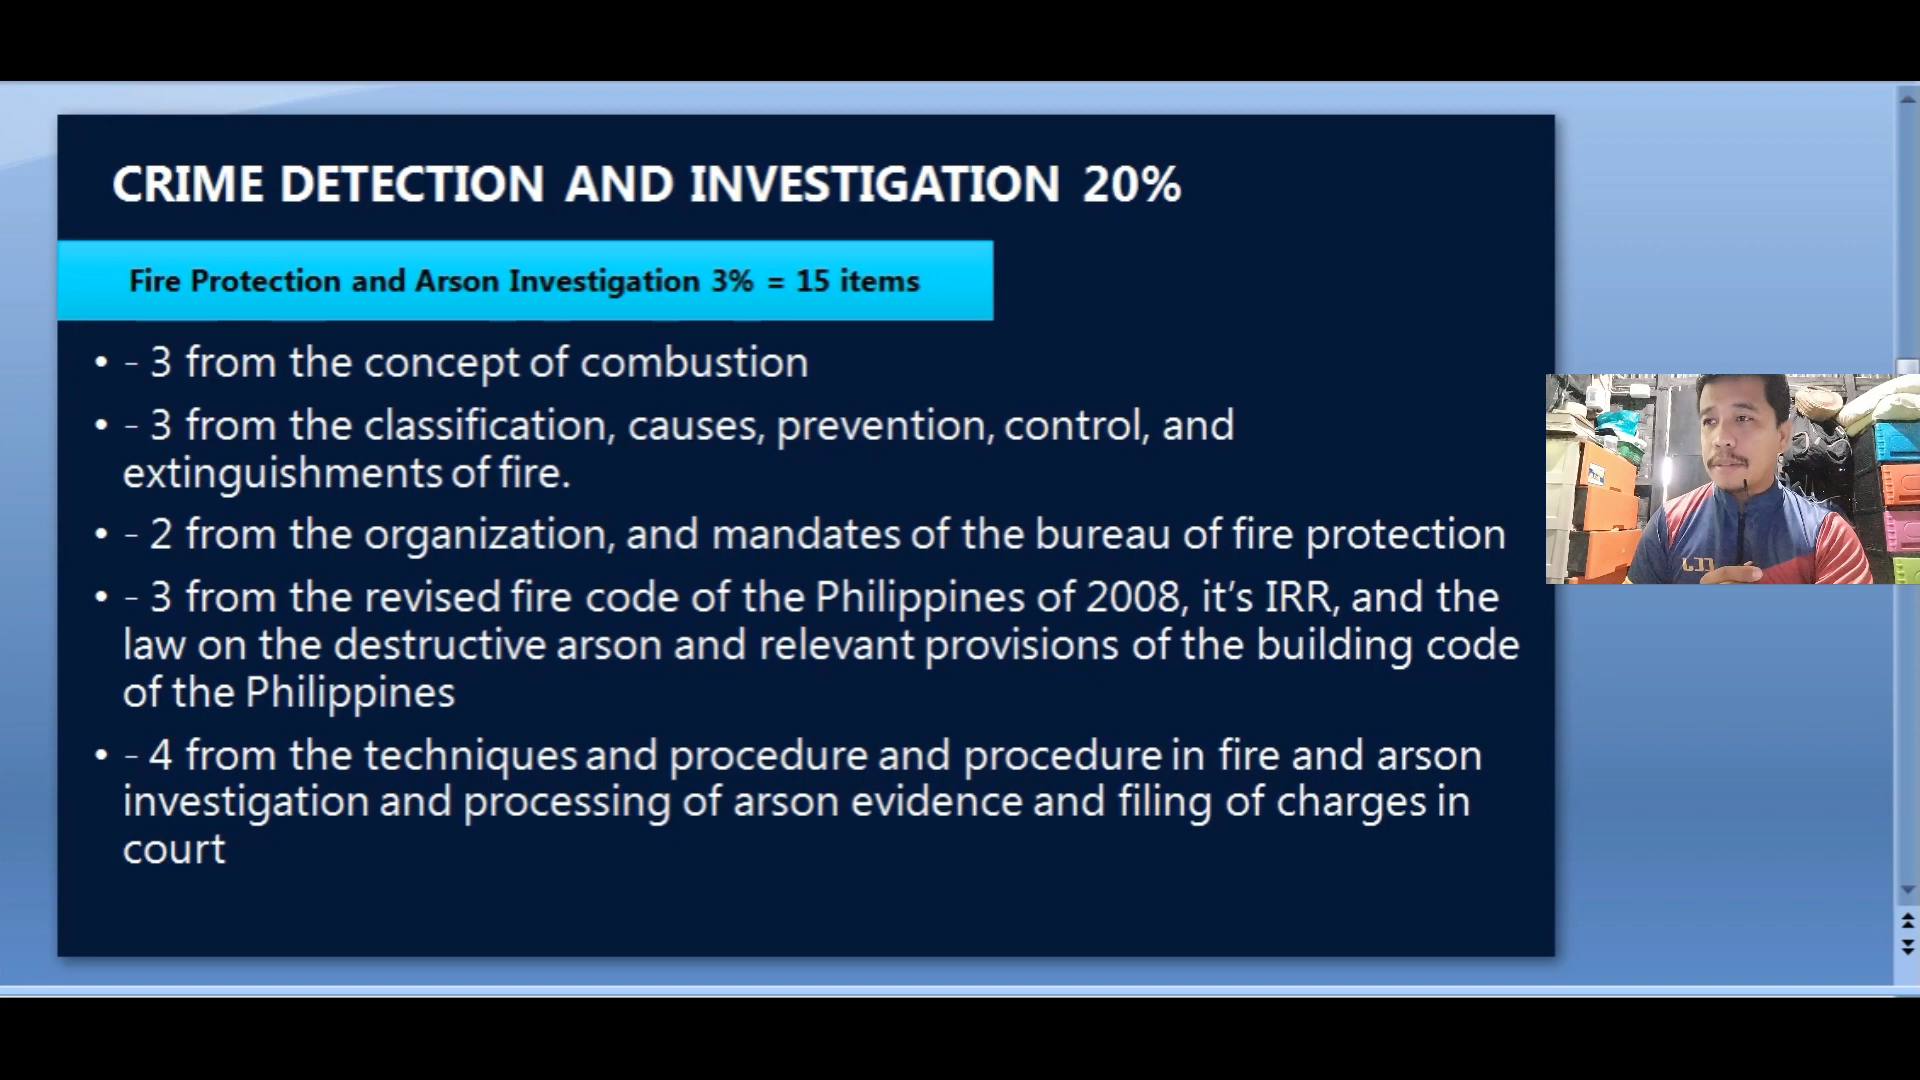 CRIME DETECTION AND INVESTIGATION 20%
Fire Protection and Arson Investigation 3% = 15 items
• - 3 from the concept of combustion
• - 3 from the classification, causes, prevention, control, and
extinguishments of fire.
• - 2 from the organization, and mandates of the bureau of fire protection
• - 3 from the revised fire code of the Philippines of 2008, it’s IRR, and the
law on the destructive arson and relevant provisions of the building code
of the Philippines
• - 4 from the techniques and procedure and procedure in fire and arson
investigation and processing of arson evidence and filing of charges in
court